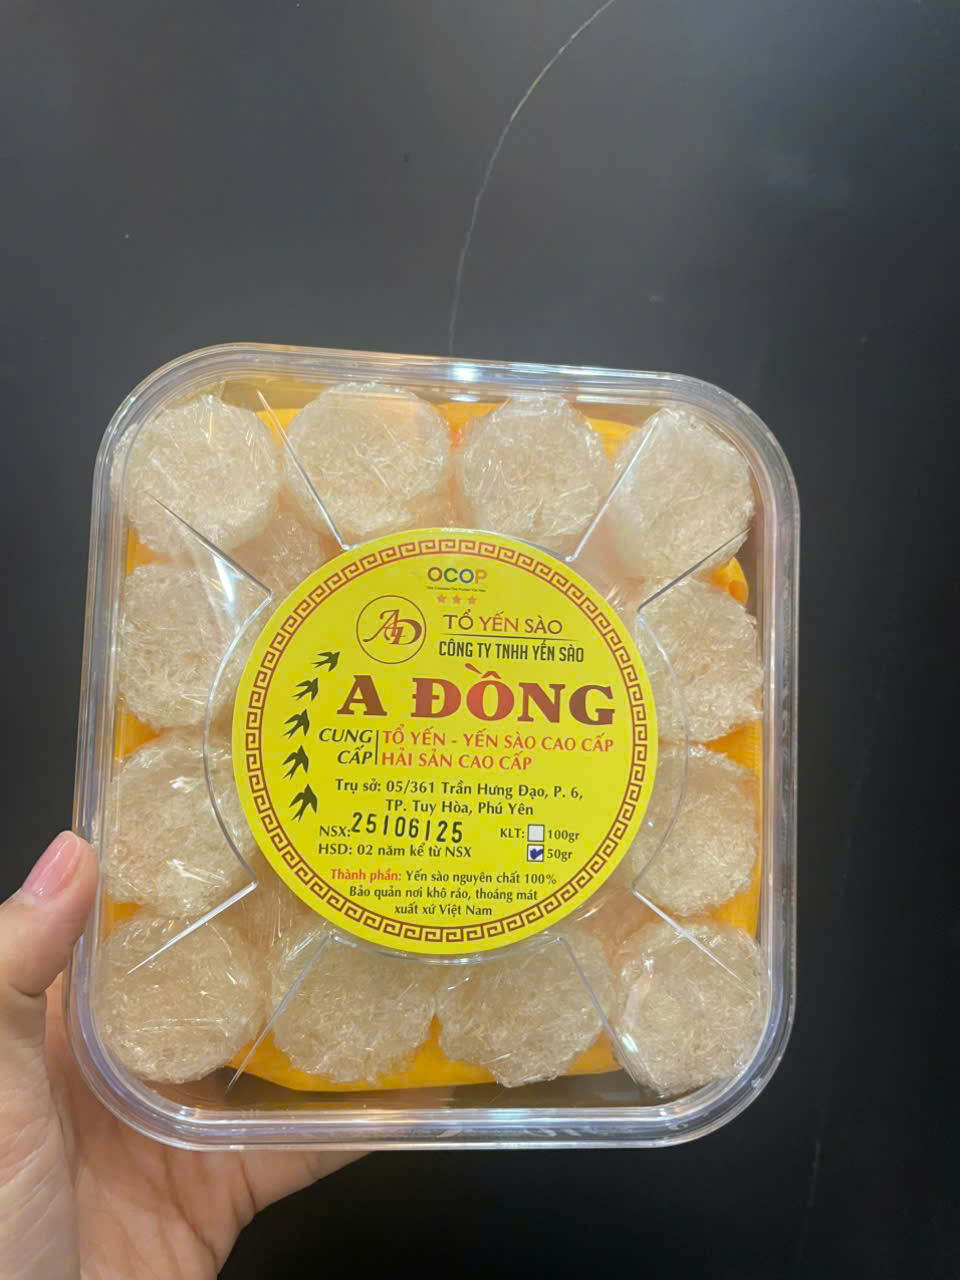 OCOP
AD
TỔ YẾN SÀO
CÔNG TY TNHH YẾN SÀO
A ĐỒNG
CUNG CẤP
TỔ YẾN - YẾN SÀO CAO CẤP
HẢI SẢN CAO CẤP
Trụ sở: 05/361 Trần Hưng Đạo, P. 6,
TP. Tuy Hòa, Phú Yên
NSX: 25/06/25
HSD: 02 năm kể từ NSX
KLT: 100gr
50gr
Thành phần: Yến sào nguyên chất 100%
Bảo quản nơi khô ráo, thoáng mát
xuất xứ Việt Nam